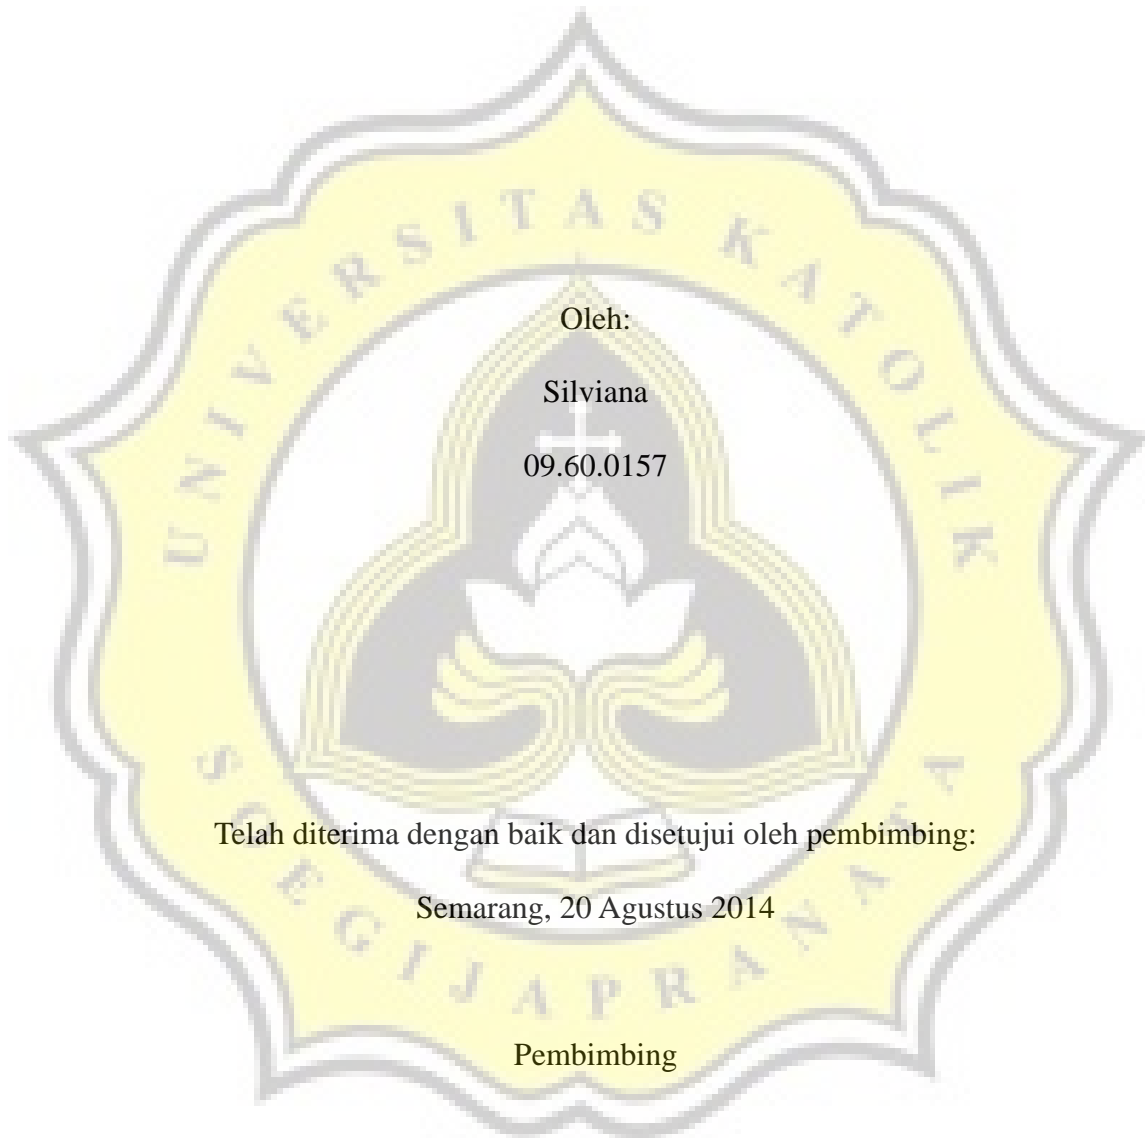 UNIVERSITAS KATOLIK
SOEGIJAPRANATA
Oleh:
Silviana
09.60.0157
Telah diterima dengan baik dan disetujui oleh pembimbing:
Semarang, 20 Agustus 2014
Pembimbing